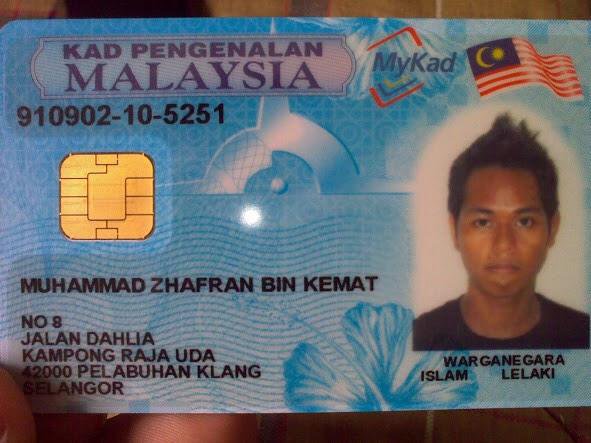 KAD PENGENALAN
MALAYSIA
MyKad
910902-10-5251
MUHAMMAD ZHAFRAN BIN KEMAT
NO 8
JALAN DAHLIA
KAMPONG RAJA UDA
42000 PELABUHAN KLANG
SELANGOR
WARGANEGARA
ISLAM LELAKI